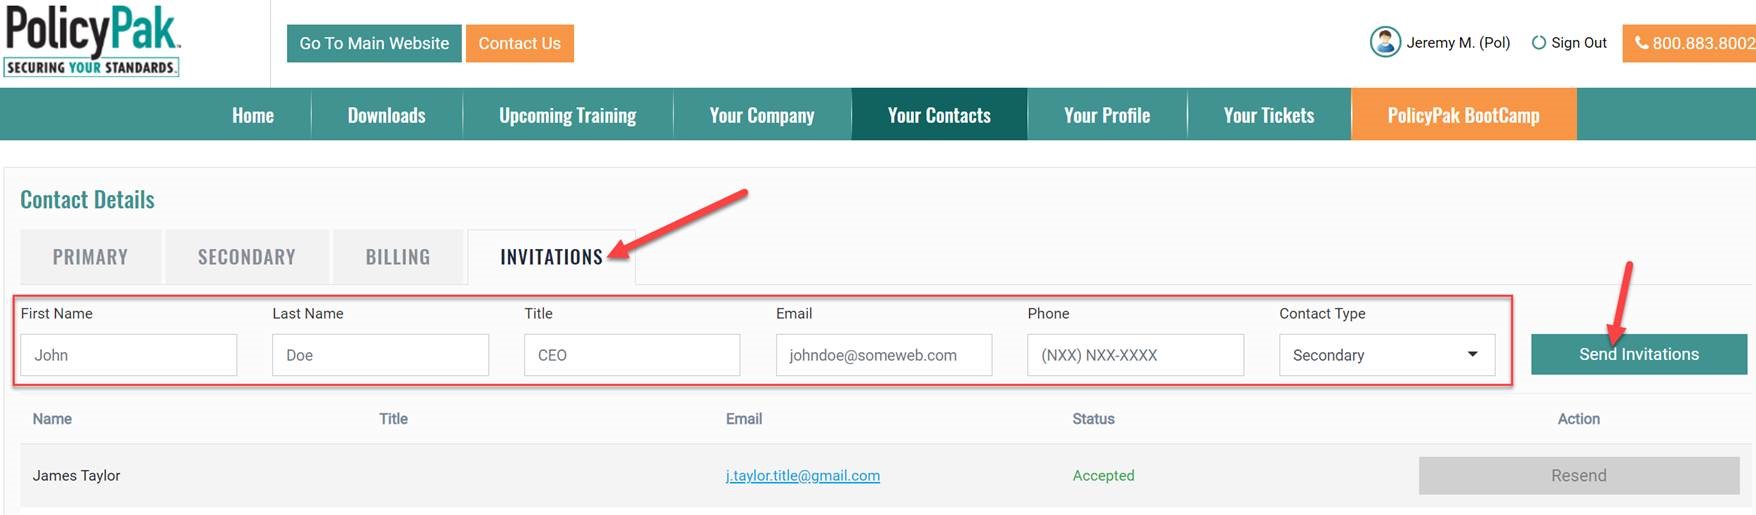 PolicyPak™
SECURING YOUR STANDARDS™
Go To Main Website
Contact Us
Jeremy M. (Pol)
Sign Out
800.883.8002
Home
Downloads
Upcoming Training
Your Company
Your Contacts
Your Profile
Your Tickets
PolicyPak BootCamp
Contact Details
PRIMARY
SECONDARY
BILLING
INVITATIONS
First Name
Last Name
Title
Email
Phone
Contact Type
John
Doe
CEO
johndoe@someweb.com
(NXX) NXX-XXXX
Secondary
Send Invitations
Name
Title
Email
Status
Action
James Taylor
j.taylor.title@gmail.com
Accepted
Resend